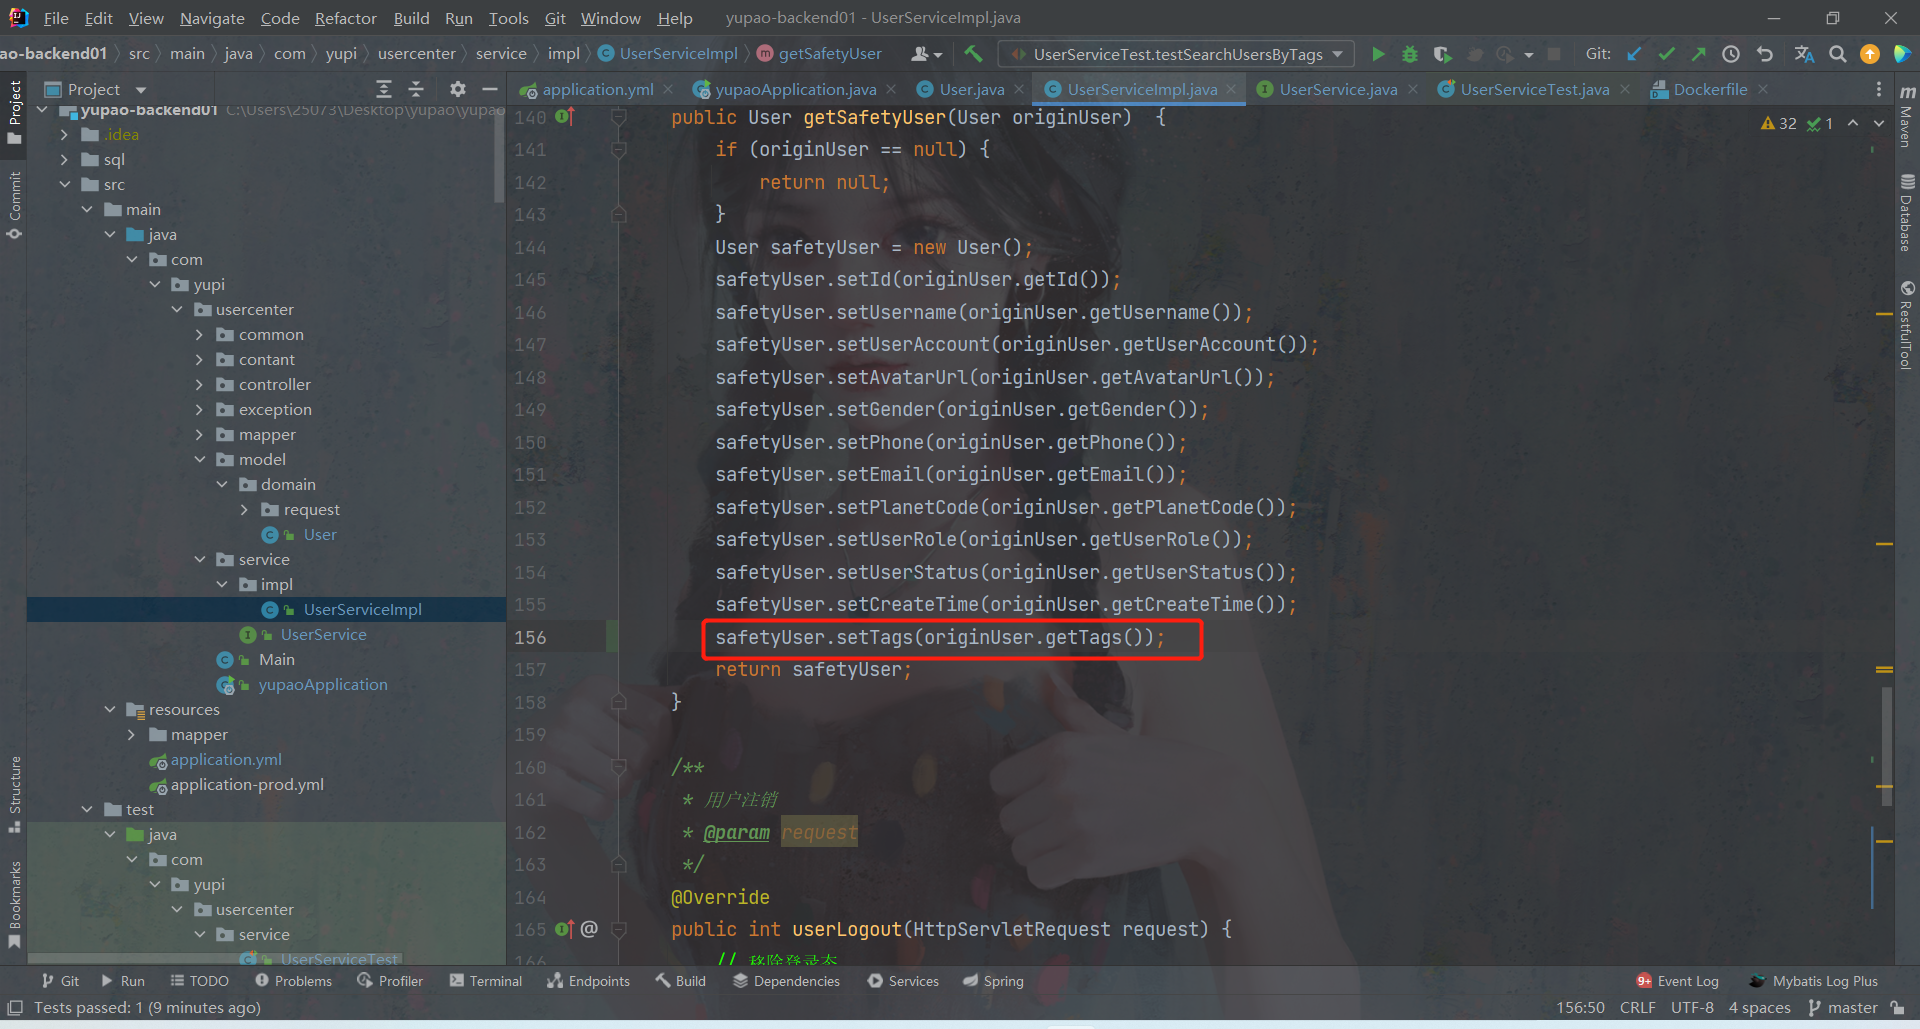 File Edit View Navigate Code Refactor Build Run Tools Git Window Help yupao-backend01 - UserServiceImpl.java
ao-backend01 src main java com yupi usercenter service impl UserServiceImpl getSafetyUser UserServiceTest.testSearchUsersByTags Git:
Project
application.yml yupaoApplication.java User.java UserServiceImpl.java UserService.java UserServiceTest.java Dockerfile
yupao-backend01 C:\Users\25073\Desktop\yupao\yupao
.idea
sql
src
main
java
com
yupi
usercenter
common
contant
controller
exception
mapper
model
domain
request
User
service
impl
UserServiceImpl
UserService
Main
yupaoApplication
resources
mapper
application.yml
application-prod.yml
test
java
com
yupi
usercenter
service
UserServiceTest
Project
Commit
Structure
Bookmarks
32 1
140 public User getSafetyUser(User originUser) {
141 if (originUser == null) {
142 return null;
143 }
144 User safetyUser = new User();
145 safetyUser.setId(originUser.getId());
146 safetyUser.setUsername(originUser.getUsername());
147 safetyUser.setUserAccount(originUser.getUserAccount());
148 safetyUser.setAvatarUrl(originUser.getAvatarUrl());
149 safetyUser.setGender(originUser.getGender());
150 safetyUser.setPhone(originUser.getPhone());
151 safetyUser.setEmail(originUser.getEmail());
152 safetyUser.setPlanetCode(originUser.getPlanetCode());
153 safetyUser.setUserRole(originUser.getUserRole());
154 safetyUser.setUserStatus(originUser.getUserStatus());
155 safetyUser.setCreateTime(originUser.getCreateTime());
156 safetyUser.setTags(originUser.getTags());
157 return safetyUser;
158 }
159
160 /**
161 * 用户注销
162 * @param request
163 */
164 @Override
165 @ public int userLogout(HttpServletRequest request) {
166 // 移除登录态
Maven
Database
RestfulTool
Git Run TODO Problems Profiler Terminal Endpoints Build Dependencies Services Spring 9+ Event Log Mybatis Log Plus
Tests passed: 1 (9 minutes ago) 156:50 CRLF UTF-8 4 spaces master